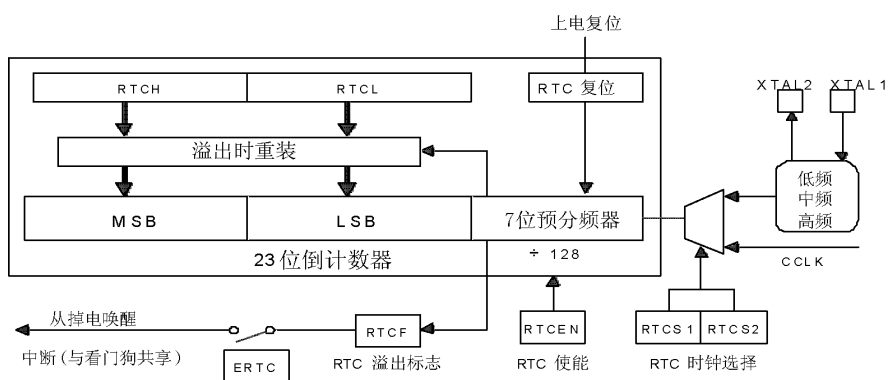 上电复位
RTCH
RTCL
RTC 复位
XTAL2
XTAL1
溢出时重装
低频
中频
高频
MSB
LSB
7位预分频器
÷ 128
23位倒计数器
CCLK
从掉电唤醒
中断(与看门狗共享)
ERTC
RTCF
RTC 溢出标志
RTCEN
RTC 使能
RTCS1
RTCS2
RTC 时钟选择